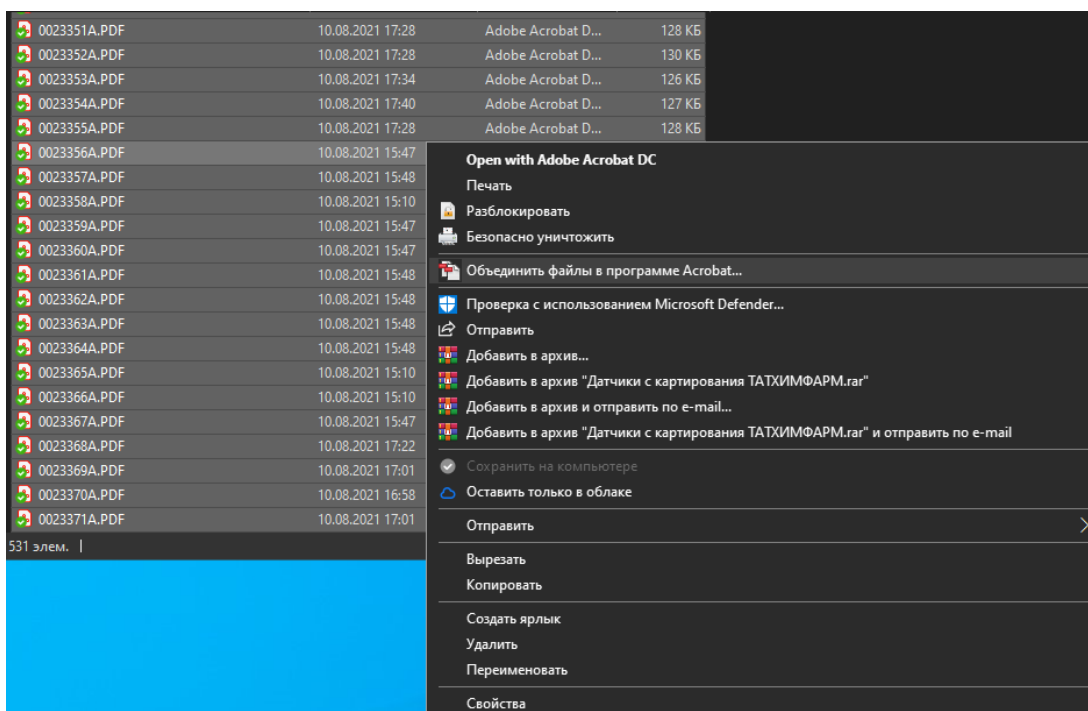 0023351A.PDF 10.08.2021 17:28 Adobe Acrobat D... 128 КБ
0023352A.PDF 10.08.2021 17:28 Adobe Acrobat D... 130 КБ
0023353A.PDF 10.08.2021 17:34 Adobe Acrobat D... 126 КБ
0023354A.PDF 10.08.2021 17:40 Adobe Acrobat D... 127 КБ
0023355A.PDF 10.08.2021 17:28 Adobe Acrobat D... 128 КБ
0023356A.PDF 10.08.2021 15:47
0023357A.PDF 10.08.2021 15:48
0023358A.PDF 10.08.2021 15:10
0023359A.PDF 10.08.2021 15:47
0023360A.PDF 10.08.2021 15:47
0023361A.PDF 10.08.2021 15:48
0023362A.PDF 10.08.2021 15:48
0023363A.PDF 10.08.2021 15:48
0023364A.PDF 10.08.2021 15:48
0023365A.PDF 10.08.2021 15:10
0023366A.PDF 10.08.2021 15:10
0023367A.PDF 10.08.2021 15:47
0023368A.PDF 10.08.2021 17:22
0023369A.PDF 10.08.2021 17:01
0023370A.PDF 10.08.2021 16:58
0023371A.PDF 10.08.2021 17:01
531 элем.
Open with Adobe Acrobat DC
Печать
Разблокировать
Безопасно уничтожить
Объединить файлы в программе Acrobat...
Проверка с использованием Microsoft Defender...
Отправить
Добавить в архив...
Добавить в архив "Датчики с картирования ТАТХИМФАРМ.rar"
Добавить в архив и отправить по e-mail...
Добавить в архив "Датчики с картирования ТАТХИМФАРМ.rar" и отправить по e-mail
Сохранить на компьютере
Оставить только в облаке
Отправить
Вырезать
Копировать
Создать ярлык
Удалить
Переименовать
Свойства